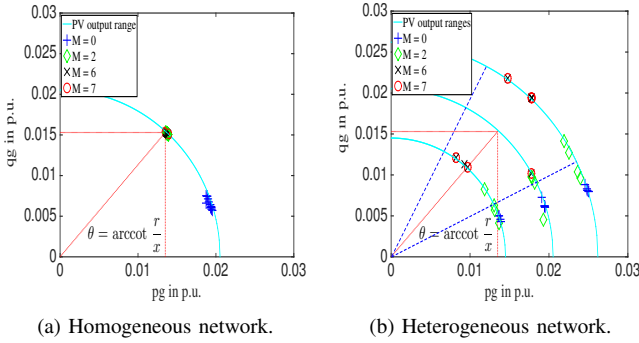 0.03
0.025
0.02
0.015
0.01
0.005
0
qg in p.u.
PV output range
M = 0
M = 2
M = 6
M = 7
θ = arccot r/x
0
0.01
0.02
0.03
pg in p.u.
(a) Homogeneous network.
0.03
0.025
0.02
0.015
0.01
0.005
0
qg in p.u.
PV output ranges
M = 0
M = 2
M = 6
M = 7
θ = arccot r/x
0
0.01
0.02
0.03
pg in p.u.
(b) Heterogeneous network.